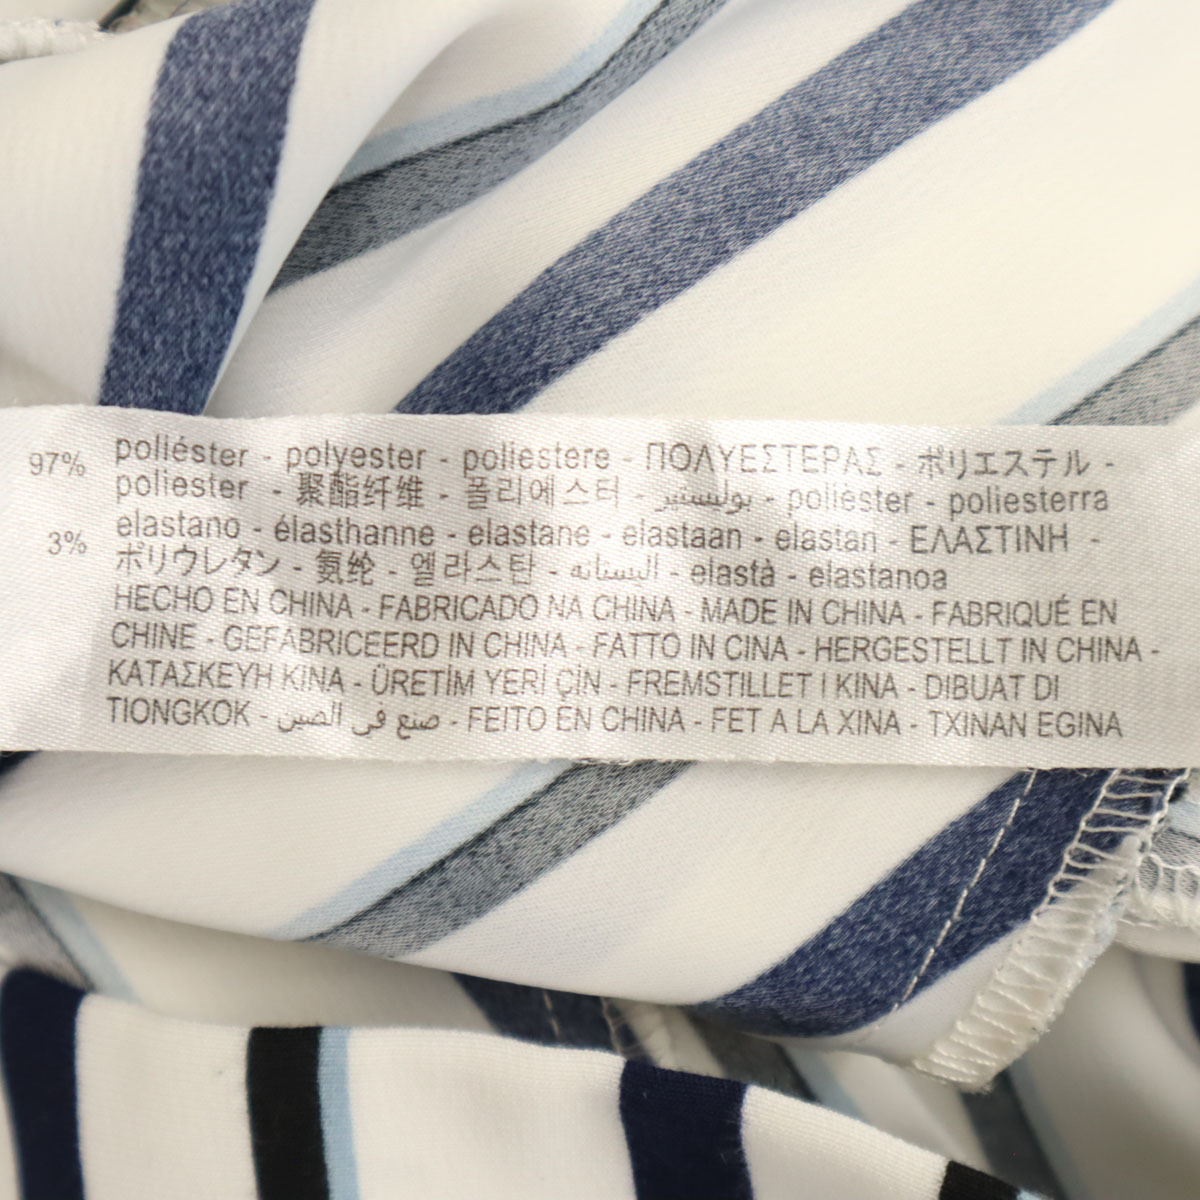 97% poliéster - polyester - poliestere - ΠΟΛΥΕΣΤΕΡΑΣ - ポリエステル -
poliester - 聚酯纤维 - 폴리에스터 - بوليستير - polièster - poliesterra
3% elastano - élasthanne - elastane - elastaan - elastan - ΕΛΑΣΤΙΝΗ -
ポリウレタン - 氨纶 - 엘라스탄 - اليستانه - elastà - elastanoa
HECHO EN CHINA - FABRICADO NA CHINA - MADE IN CHINA - FABRIQUÉ EN
CHINE - GEFABRICEERD IN CHINA - FATTO IN CINA - HERGESTELLT IN CHINA -
ΚΑΤΑΣΚΕΥΗ ΚΙΝΑ - ÜRETİM YERİ ÇİN - FREMSTILLET I KINA - DIBUAT DI
TIONGKOK - صنع في الصين - FEITO EN CHINA - FET A LA XINA - TXINAN EGINA